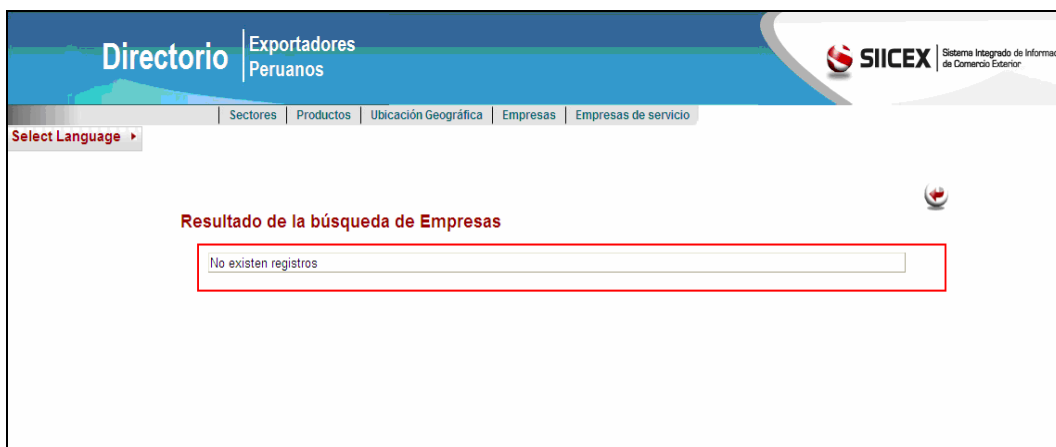 Directorio
Exportadores
Peruanos
SIICEX
Sistema Integrado de Informac
de Comercio Exterior
Sectores | Productos | Ubicación Geográfica | Empresas | Empresas de servicio
Select Language
Resultado de la búsqueda de Empresas
No existen registros